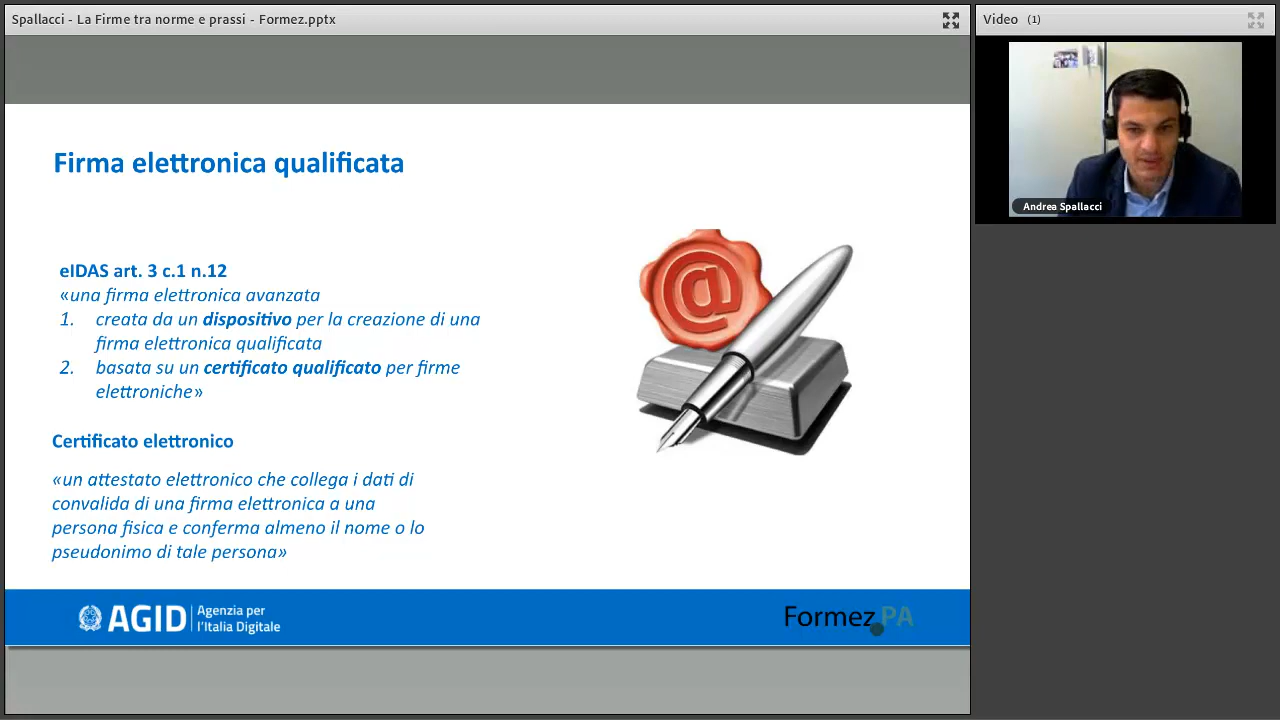 Spallacci - La Firme tra norme e prassi - Formez.pptx
Video (1)
Andrea Spallacci
Firma elettronica qualificata
eIDAS art. 3 c.1 n.12
«una firma elettronica avanzata
1. creata da un dispositivo per la creazione di una
firma elettronica qualificata
2. basata su un certificato qualificato per firme
elettroniche»
Certificato elettronico
«un attestato elettronico che collega i dati di
convalida di una firma elettronica a una
persona fisica e conferma almeno il nome o lo
pseudonimo di tale persona»
@
AGID
Agenzia per
l'Italia Digitale
Formez PA